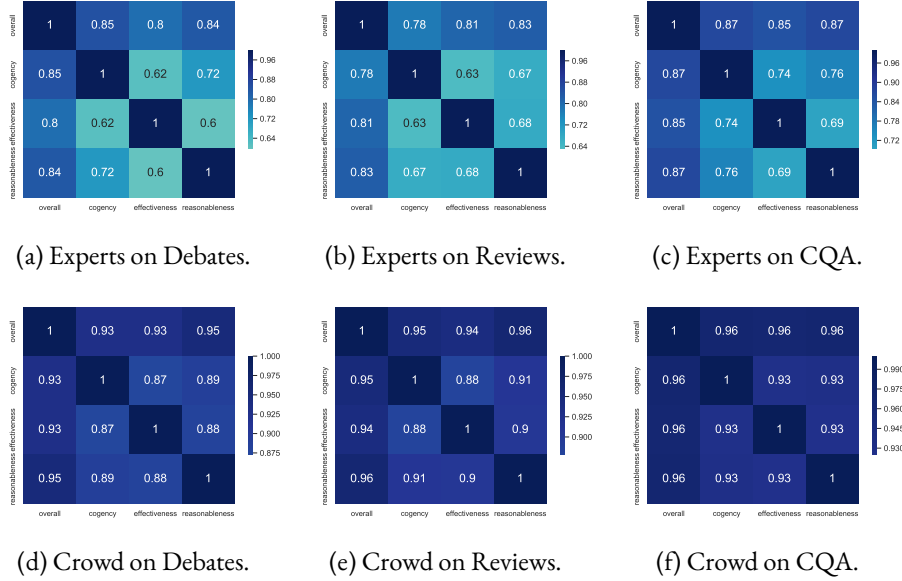 overall 1 0.85 0.8 0.84
cogency 0.85 1 0.62 0.72
effectiveness 0.8 0.62 1 0.6
reasonableness 0.84 0.72 0.6 1
overall cogency effectiveness reasonableness
0.96
0.88
0.80
0.72
0.64
(a) Experts on Debates.
overall 1 0.78 0.81 0.83
cogency 0.78 1 0.63 0.67
effectiveness 0.81 0.63 1 0.68
reasonableness 0.83 0.67 0.68 1
overall cogency effectiveness reasonableness
0.96
0.88
0.80
0.72
0.64
(b) Experts on Reviews.
overall 1 0.87 0.85 0.87
cogency 0.87 1 0.74 0.76
effectiveness 0.85 0.74 1 0.69
reasonableness 0.87 0.76 0.69 1
overall cogency effectiveness reasonableness
0.96
0.90
0.84
0.78
0.72
(c) Experts on CQA.
overall 1 0.93 0.93 0.95
cogency 0.93 1 0.87 0.89
effectiveness 0.93 0.87 1 0.88
reasonableness 0.95 0.89 0.88 1
overall cogency effectiveness reasonableness
1.000
0.975
0.950
0.925
0.900
0.875
(d) Crowd on Debates.
overall 1 0.95 0.94 0.96
cogency 0.95 1 0.88 0.91
effectiveness 0.94 0.88 1 0.9
reasonableness 0.96 0.91 0.9 1
overall cogency effectiveness reasonableness
1.000
0.975
0.950
0.925
0.900
(e) Crowd on Reviews.
overall 1 0.96 0.96 0.96
cogency 0.96 1 0.93 0.93
effectiveness 0.96 0.93 1 0.93
reasonableness 0.96 0.93 0.93 1
overall cogency effectiveness reasonableness
0.990
0.975
0.960
0.945
0.930
(f) Crowd on CQA.